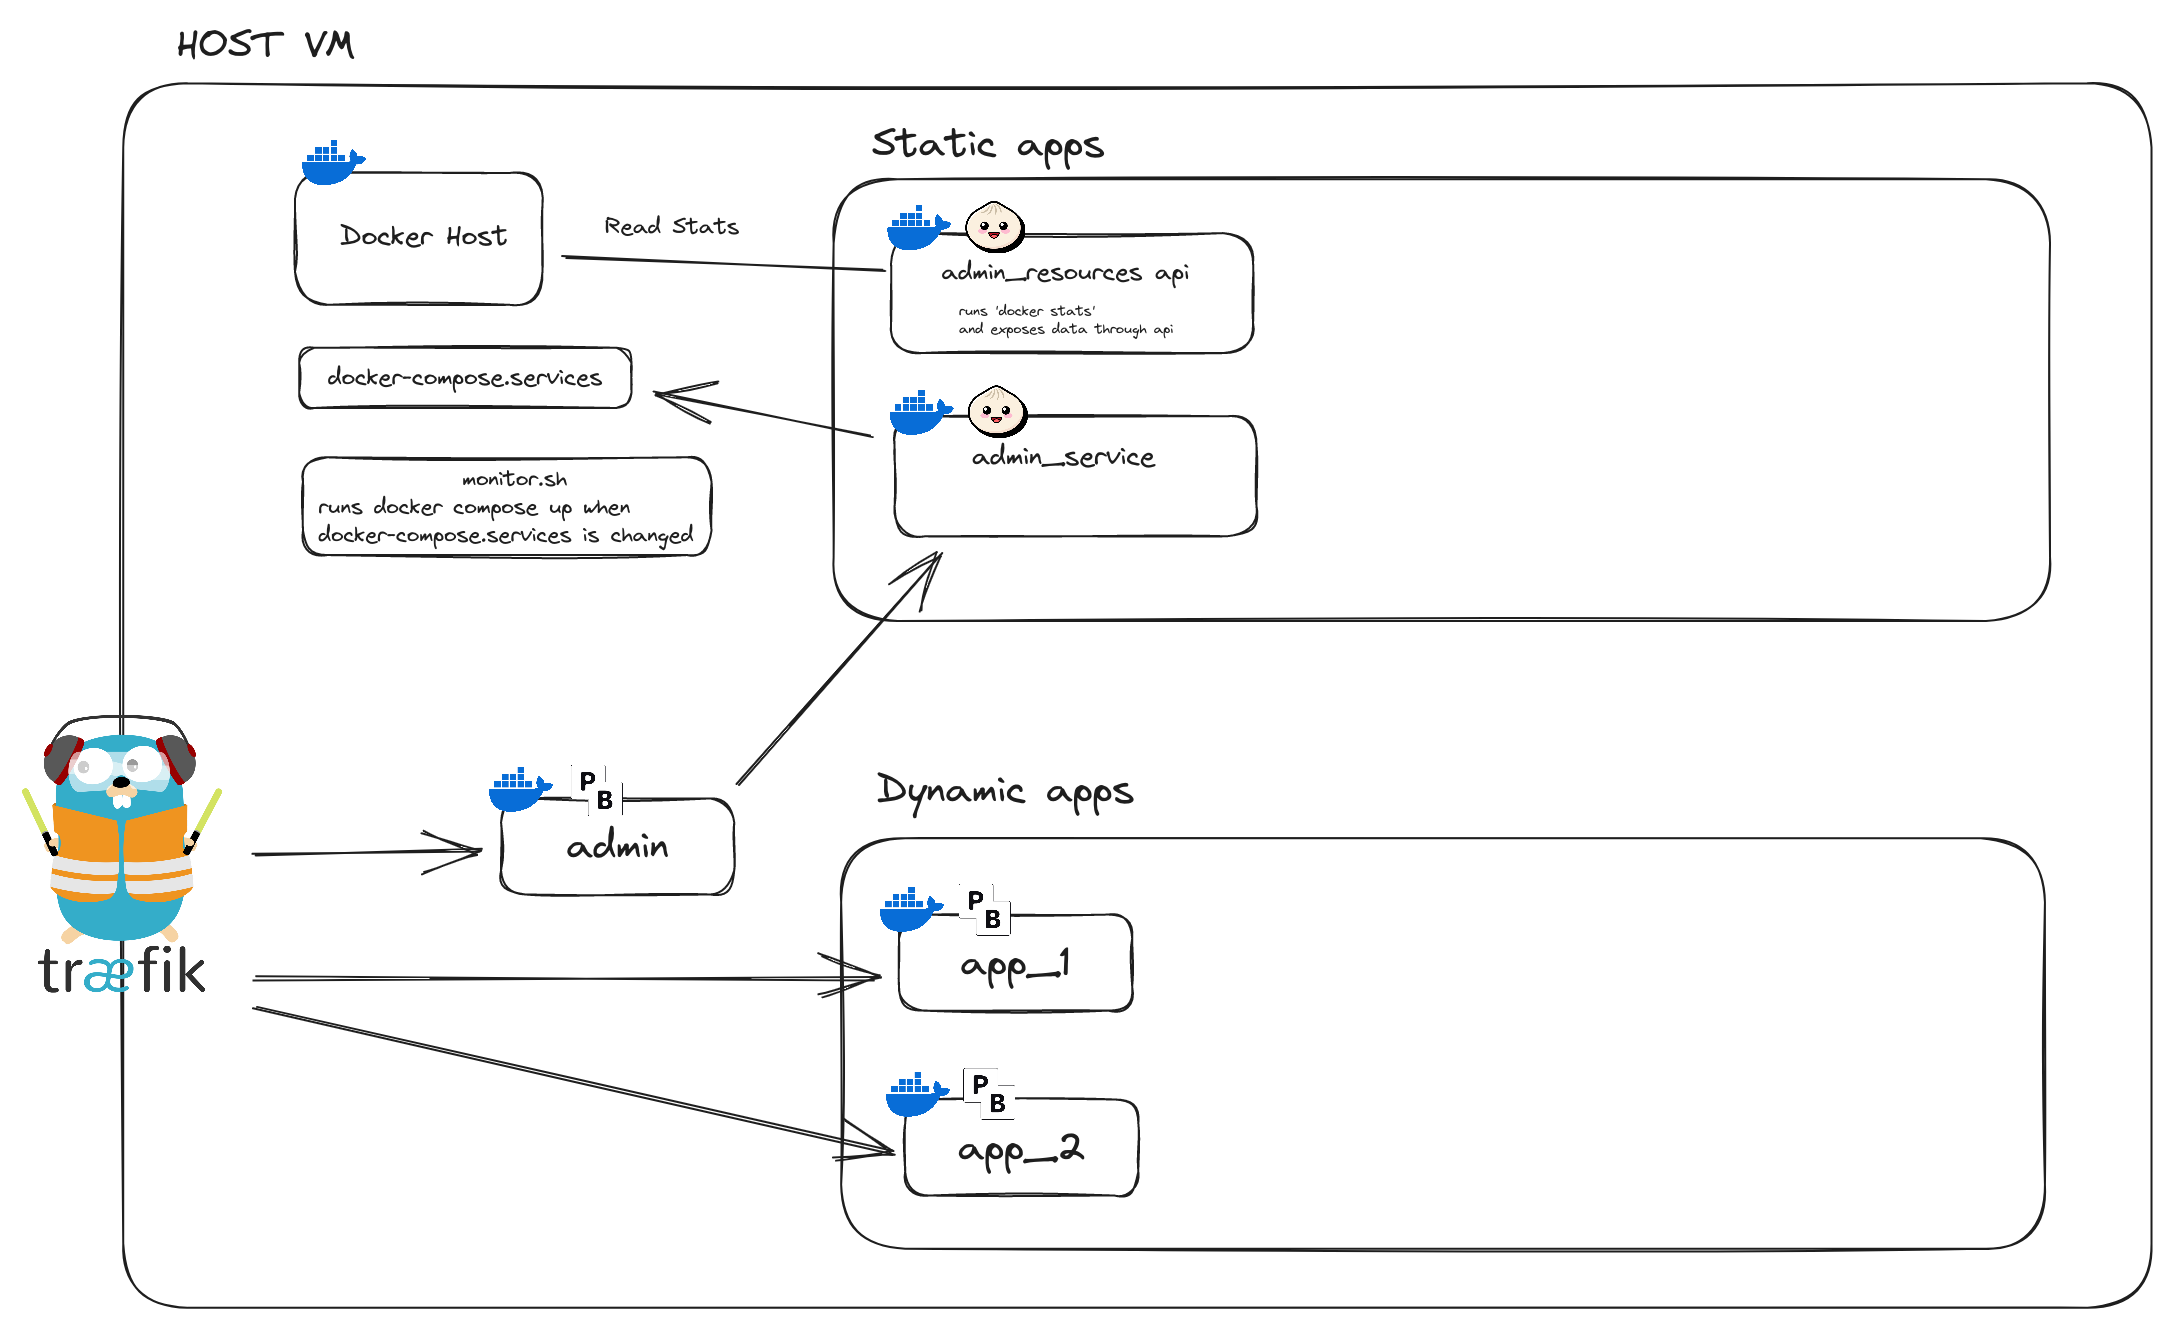 HOST VM
Static apps
Docker Host
Read Stats
admin_resources api
runs 'docker stats'
and exposes data through api
docker-compose.services
admin_service
monitor.sh
runs docker compose up when
docker-compose.services is changed
træfik
P
B
admin
Dynamic apps
P
B
app_1
P
B
app_2